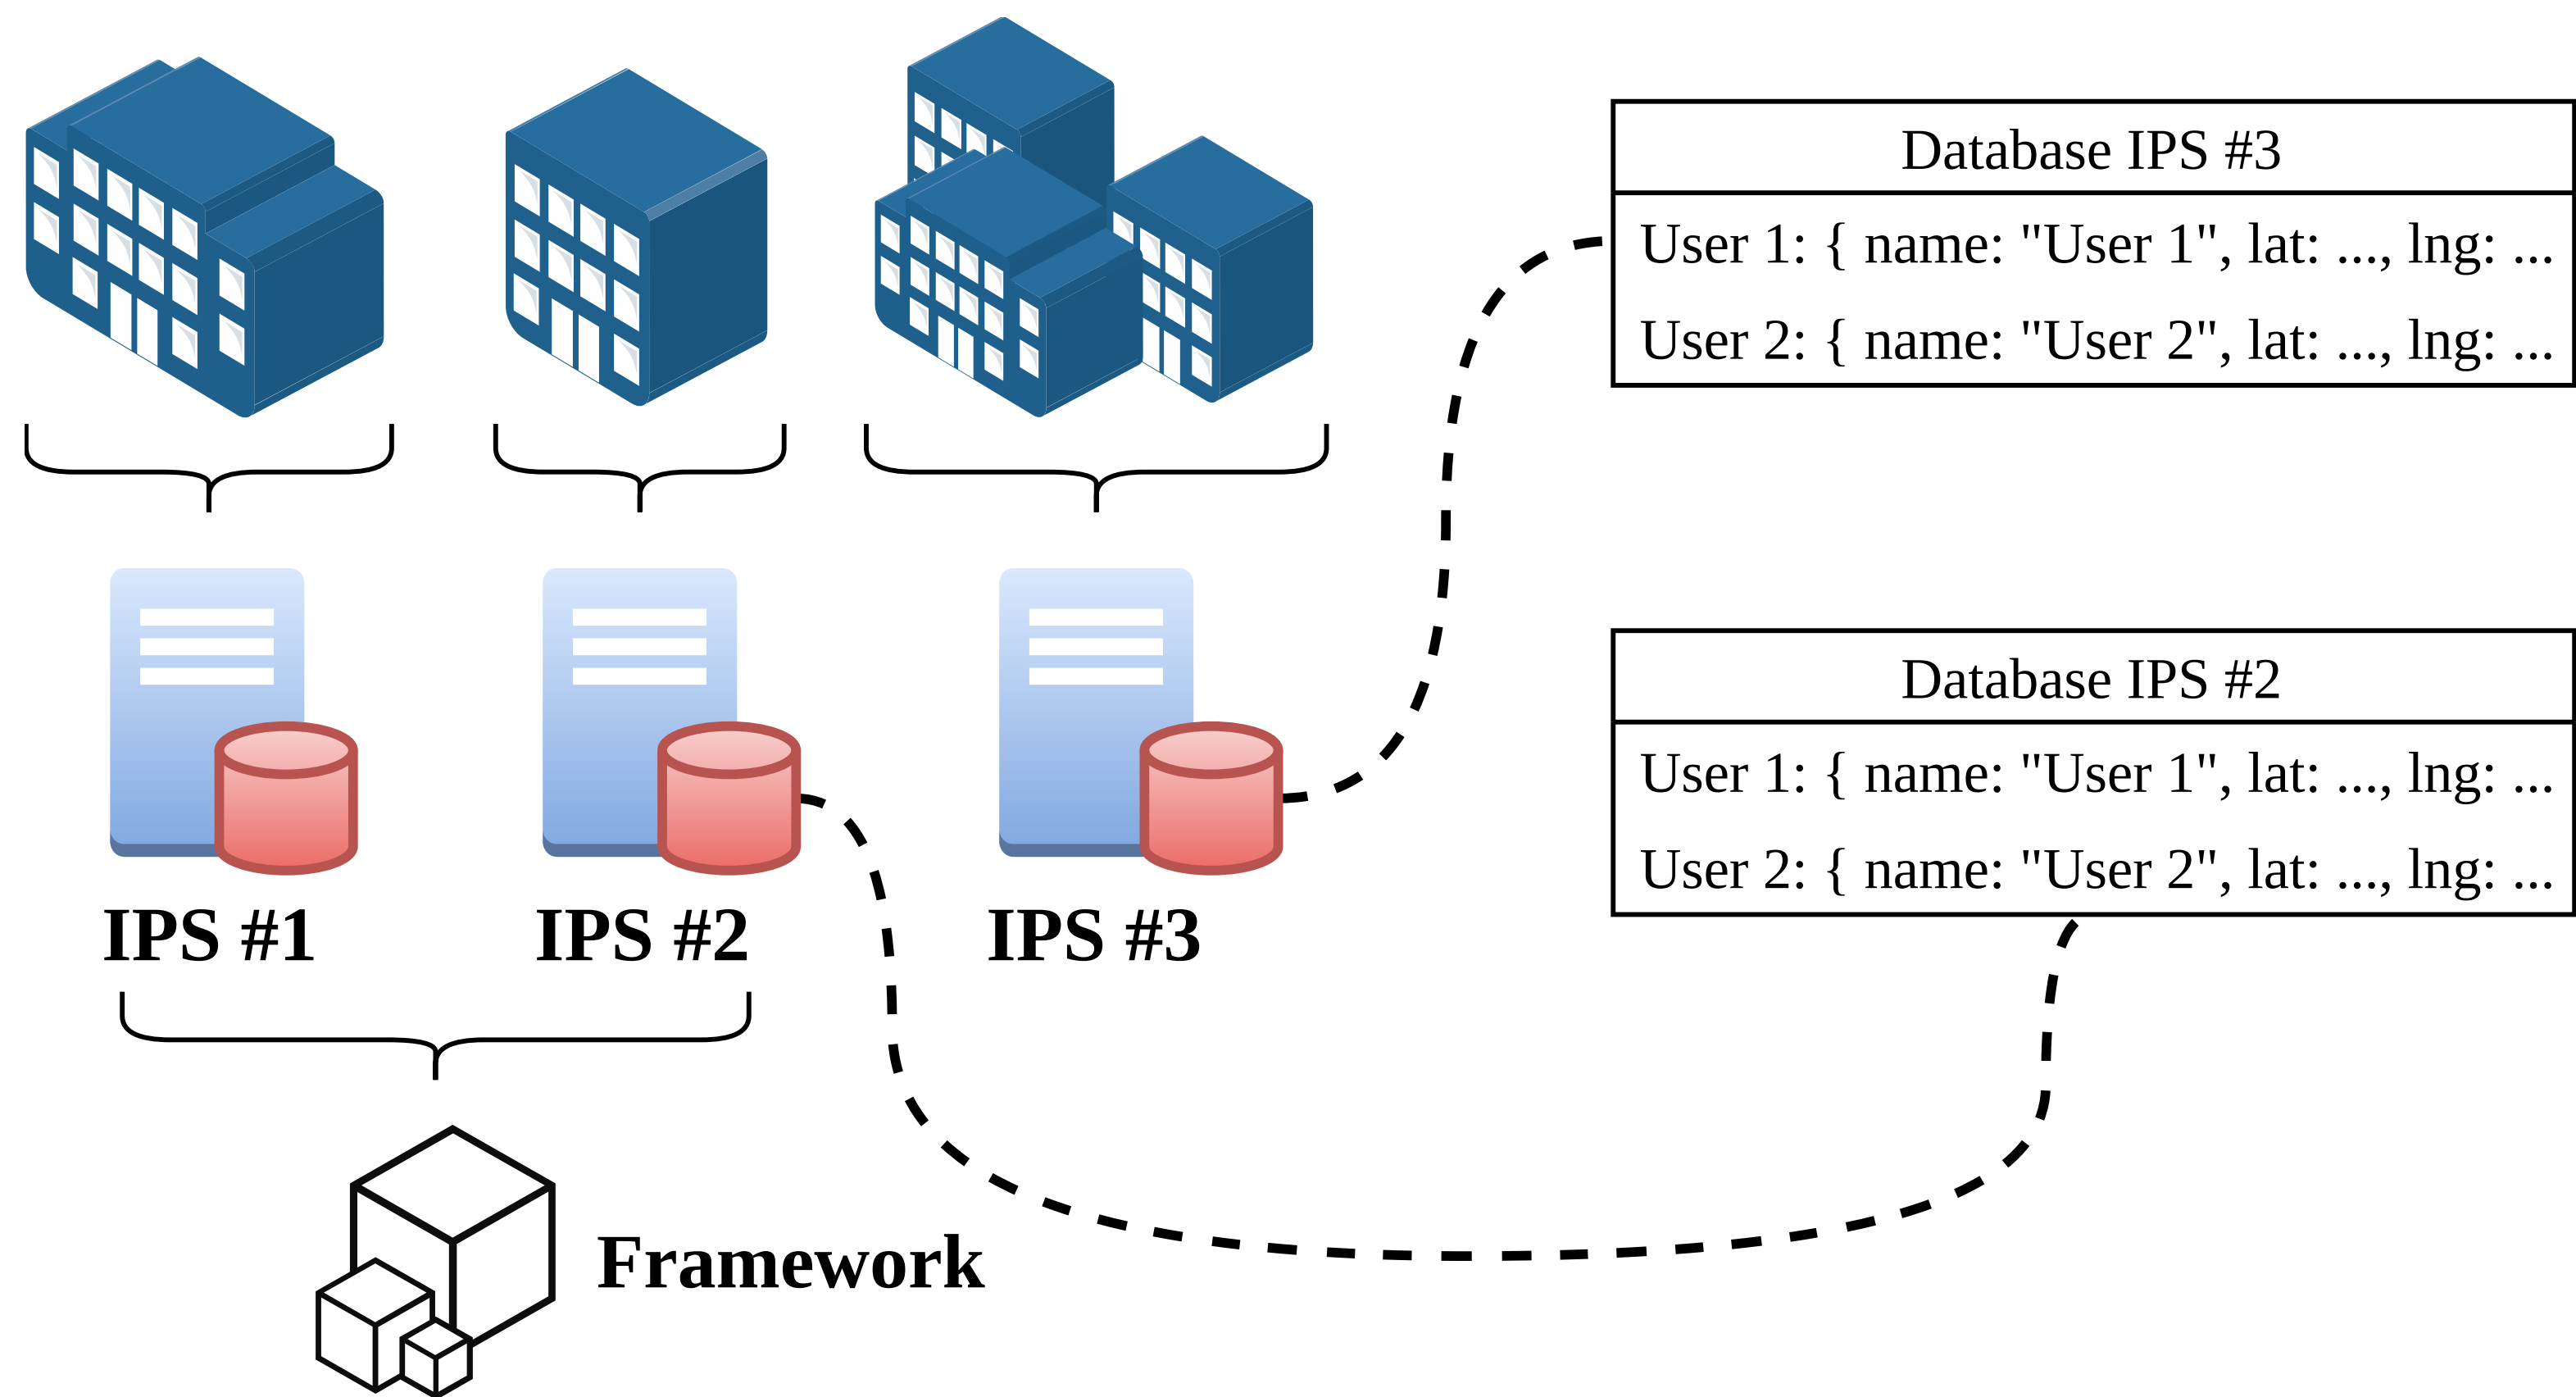 Database IPS #3
User 1: { name: "User 1", lat: ..., lng: ...
User 2: { name: "User 2", lat: ..., lng: ...
Database IPS #2
User 1: { name: "User 1", lat: ..., lng: ...
User 2: { name: "User 2", lat: ..., lng: ...
IPS #1
IPS #2
IPS #3
Framework